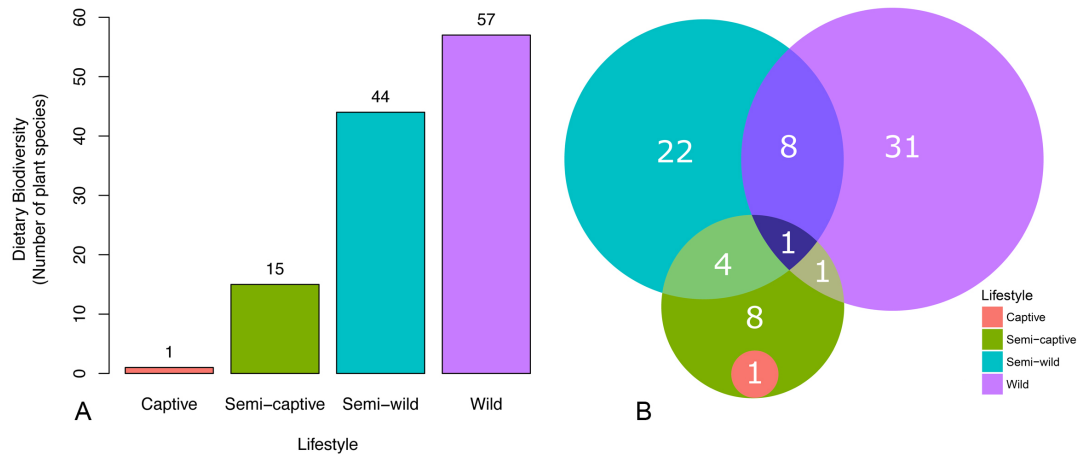 Dietary Biodiversity
(Number of plant species)
60
50
40
30
20
10
0
1
15
44
57
Captive
Semi−captive
Semi−wild
Wild
Lifestyle
A
22
8
31
4
1
1
8
1
B
Lifestyle
Captive
Semi−captive
Semi−wild
Wild